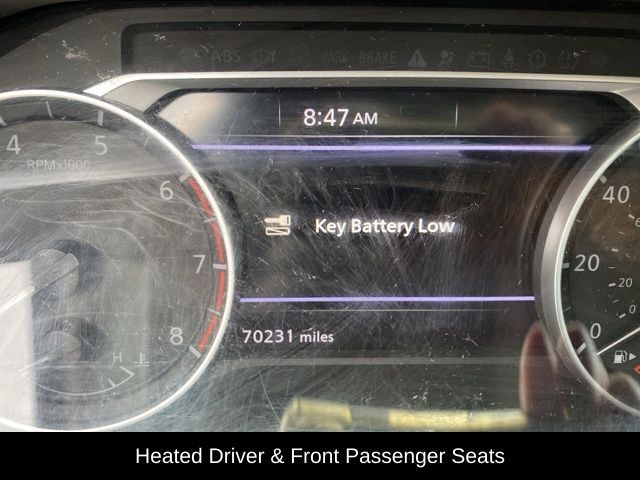 ABS
PARK BRAKE
8:47 AM
4
5
RPMx1000
6
7
8
H
Key Battery Low
70231 miles
40
20
20
0
0
Heated Driver & Front Passenger Seats